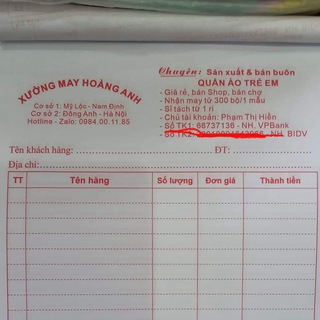 XƯỞNG MAY HOÀNG ANH
Cơ sở 1: Mỹ Lộc - Nam Định
Cơ sở 2: Đông Anh - Hà Nội
Hotline - Zalo: 0984.00.11.85
Chuyên: Sản xuất & bán buôn
QUẦN ÁO TRẺ EM
- Giá rẻ, bán Shop, bán chợ
- Nhận may từ 300 bộ/1 mẫu
- Sỉ tách từ 1 ri
- Chủ tài khoản: Phạm Thị Hiền
- Số TK1: 66737136 - NH. VPBank
- Số TK2: NH. BIDV
Tên khách hàng: ĐT:
Địa chỉ:
TT Tên hàng Số lượng Đơn giá Thành tiền